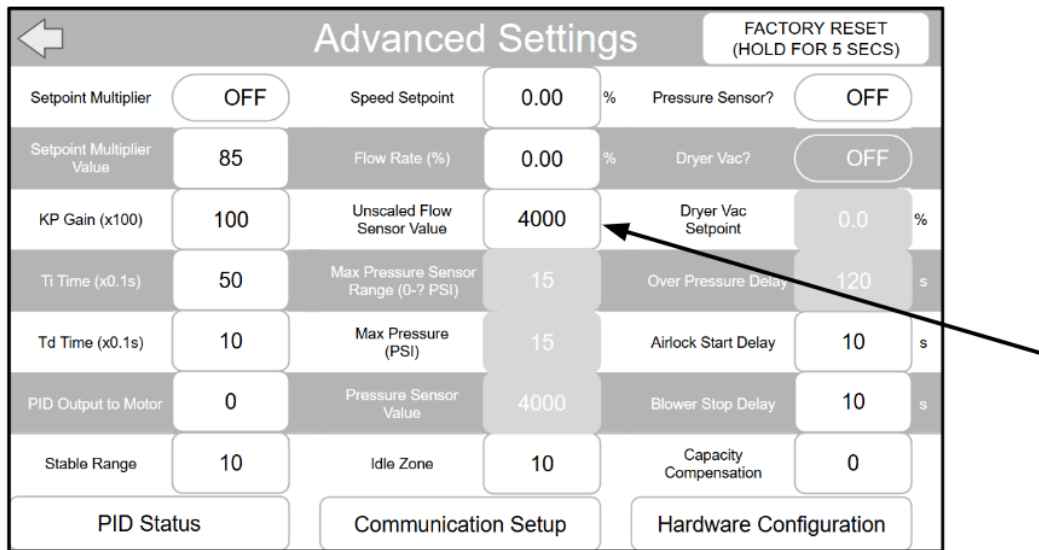 Advanced Settings
FACTORY RESET
(HOLD FOR 5 SECS)
Setpoint Multiplier
OFF
Speed Setpoint
0.00
%
Pressure Sensor?
OFF
Setpoint Multiplier
Value
85
Flow Rate (%)
0.00
%
Dryer Vac?
OFF
KP Gain (x100)
100
Unscaled Flow
Sensor Value
4000
Dryer Vac
Setpoint
0.0
%
Ti Time (x0.1s)
50
Max Pressure Sensor
Range (0-? PSI)
15
Over Pressure Delay
120
s
Td Time (x0.1s)
10
Max Pressure
(PSI)
15
Airlock Start Delay
10
s
PID Output to Motor
0
Pressure Sensor
Value
4000
Blower Stop Delay
10
s
Stable Range
10
Idle Zone
10
Capacity
Compensation
0
PID Status
Communication Setup
Hardware Configuration